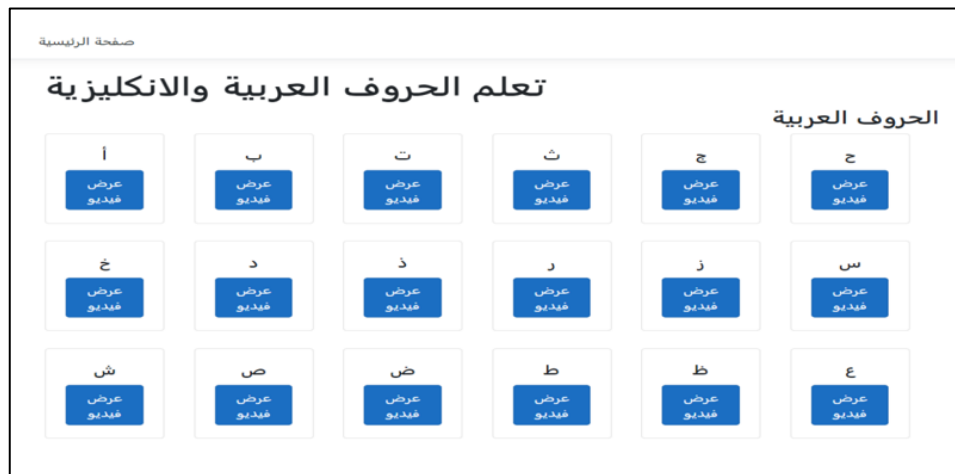 صفحة الرئيسية
تعلم الحروف العربية والانكليزية
الحروف العربية
أ
عرض
فيديو
ب
عرض
فيديو
ت
عرض
فيديو
ث
عرض
فيديو
ج
عرض
فيديو
ح
عرض
فيديو
خ
عرض
فيديو
د
عرض
فيديو
ذ
عرض
فيديو
ر
عرض
فيديو
ز
عرض
فيديو
س
عرض
فيديو
ش
عرض
فيديو
ص
عرض
فيديو
ض
عرض
فيديو
ط
عرض
فيديو
ظ
عرض
فيديو
ع
عرض
فيديو